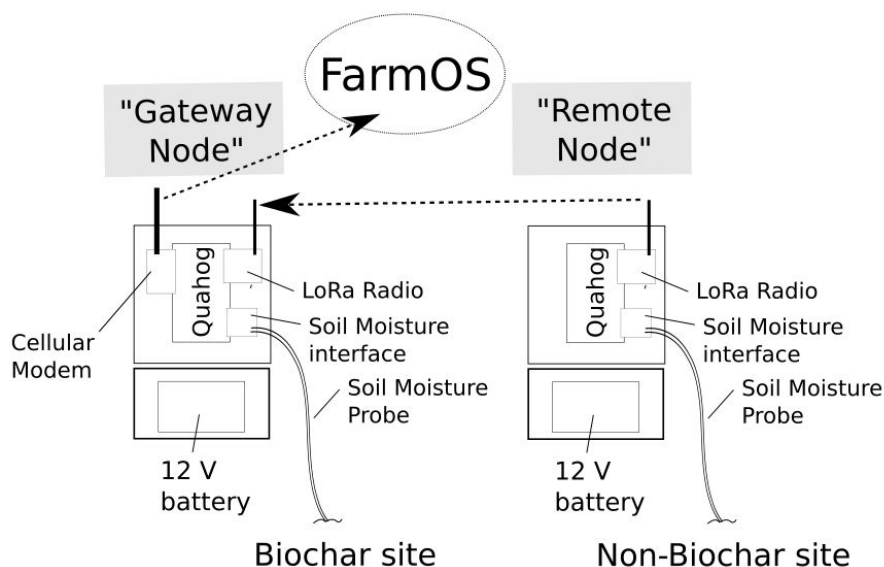 FarmOS
"Gateway
Node"
"Remote
Node"
Quahog
LoRa Radio
Soil Moisture
interface
Cellular
Modem
Soil Moisture
Probe
12 V
battery
Biochar site
Quahog
LoRa Radio
Soil Moisture
interface
Soil Moisture
Probe
12 V
battery
Non-Biochar site